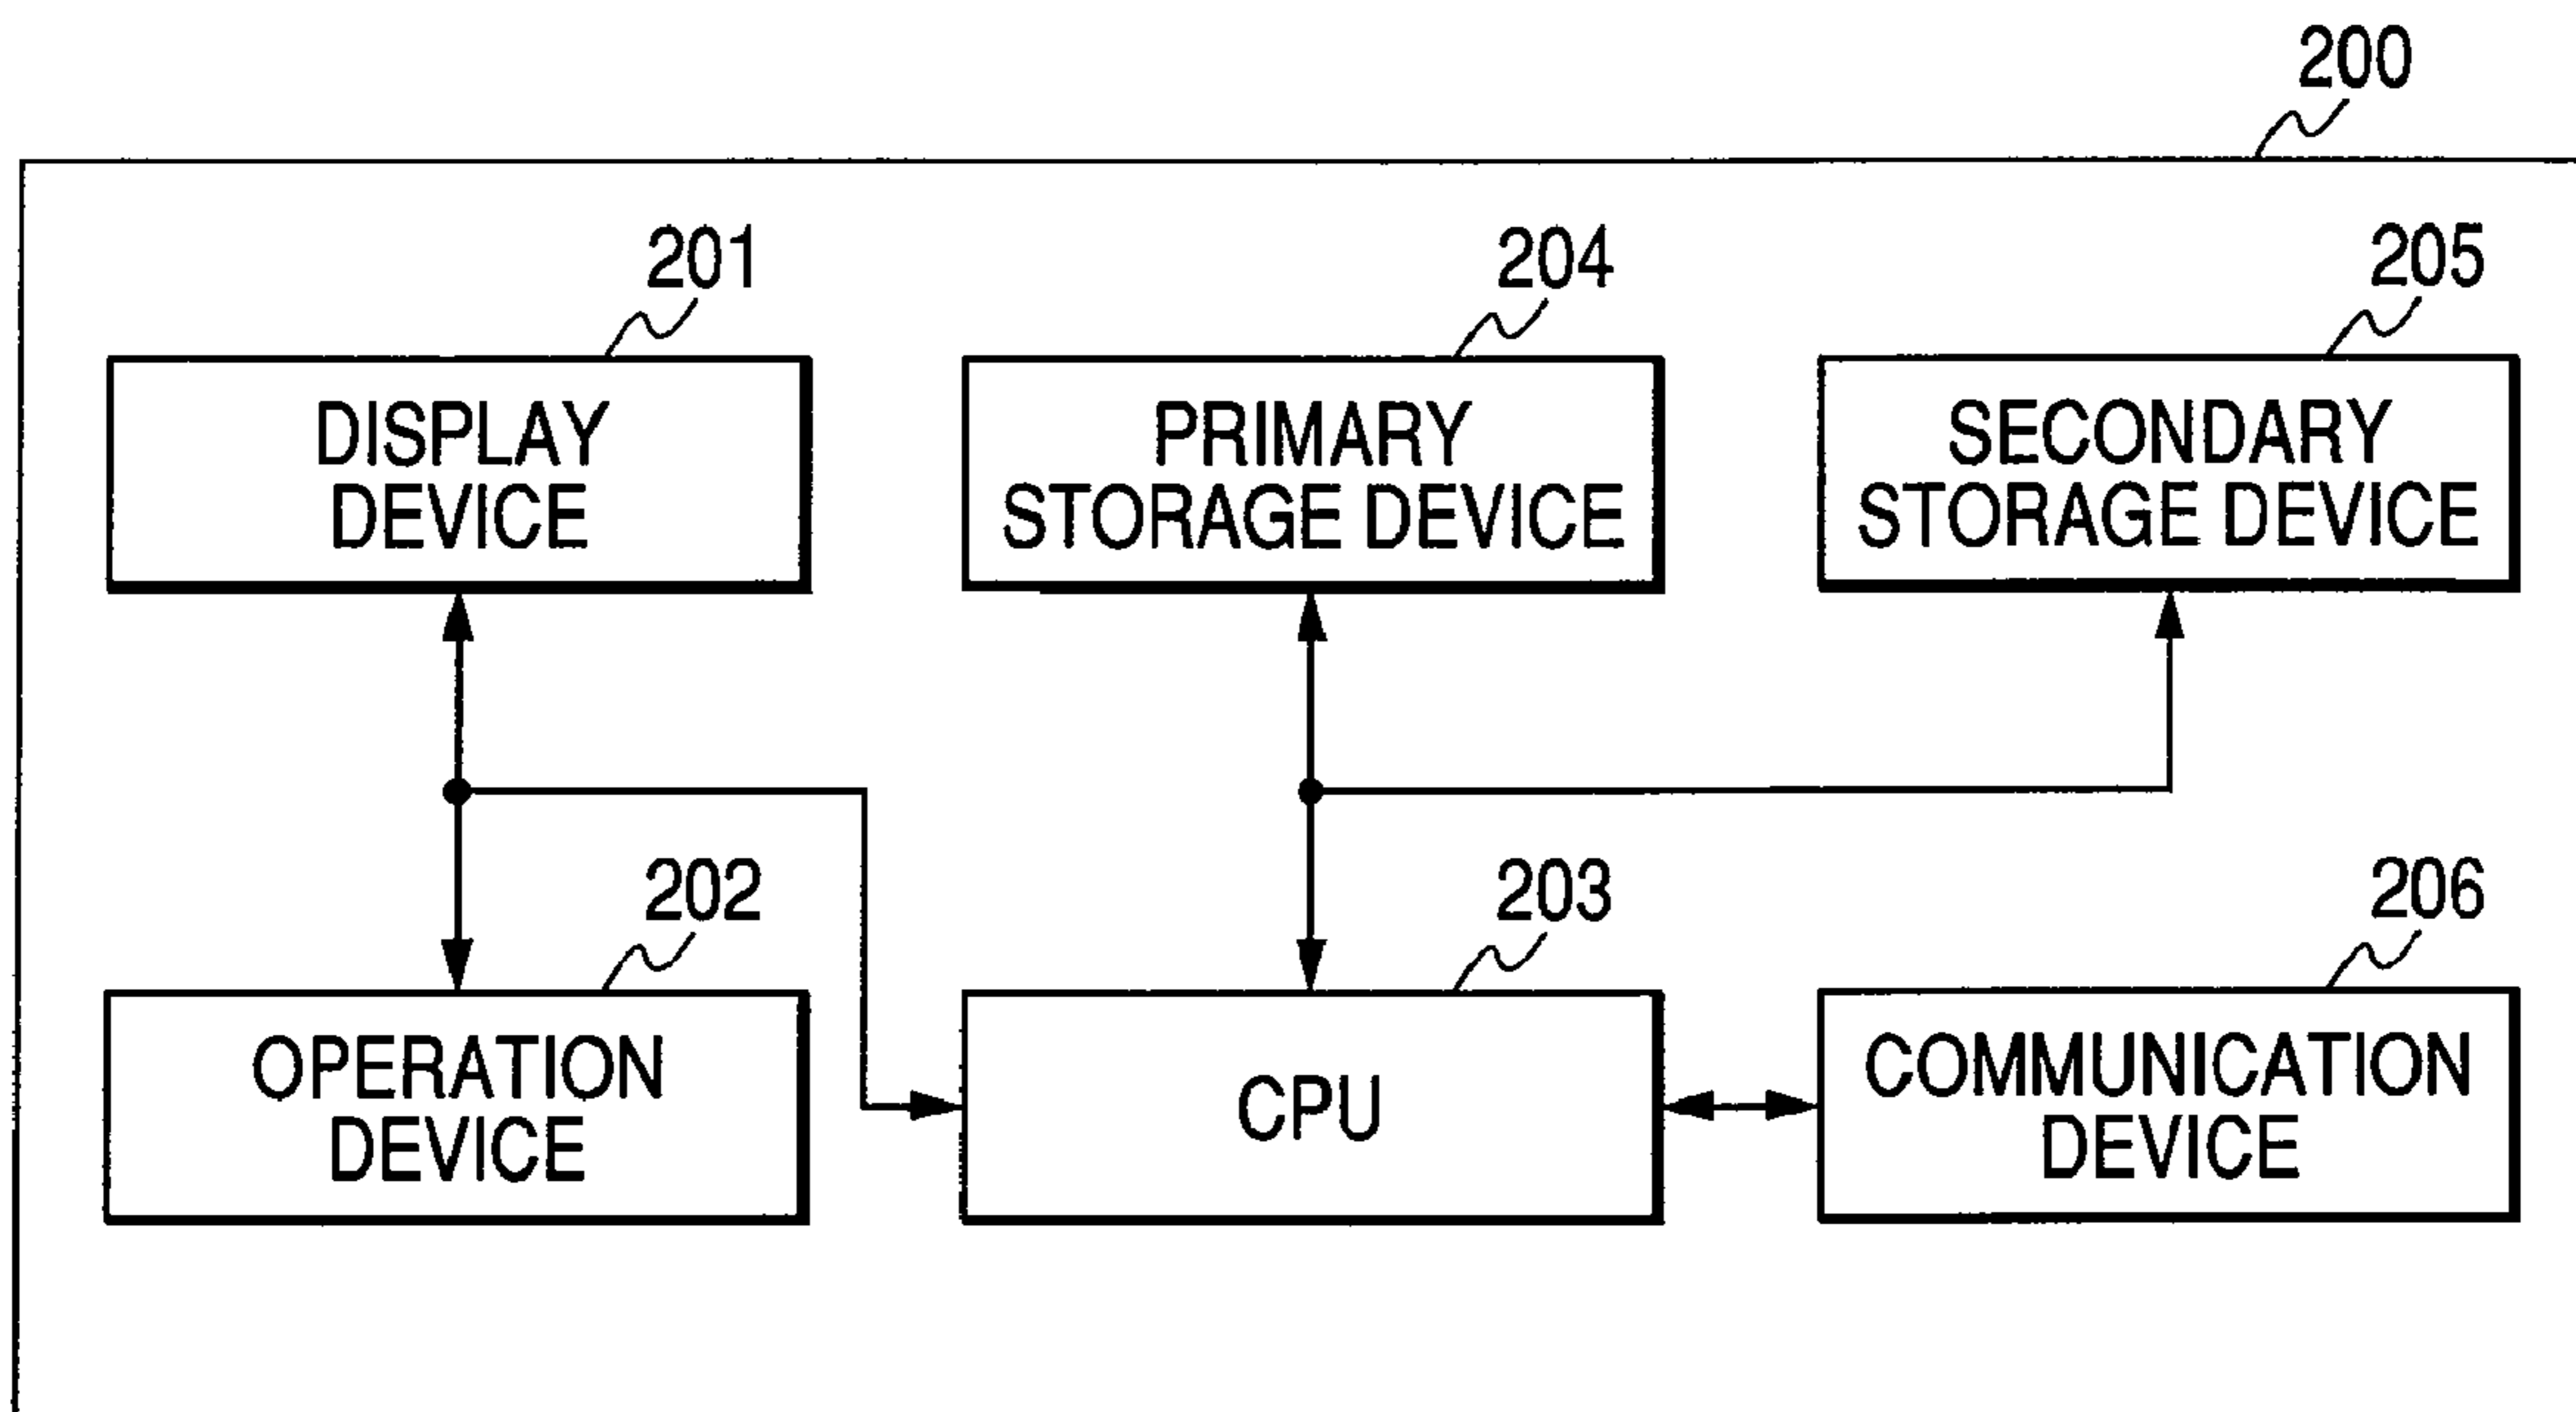 200
201
DISPLAY
DEVICE
204
PRIMARY
STORAGE DEVICE
205
SECONDARY
STORAGE DEVICE
202
OPERATION
DEVICE
203
CPU
206
COMMUNICATION
DEVICE